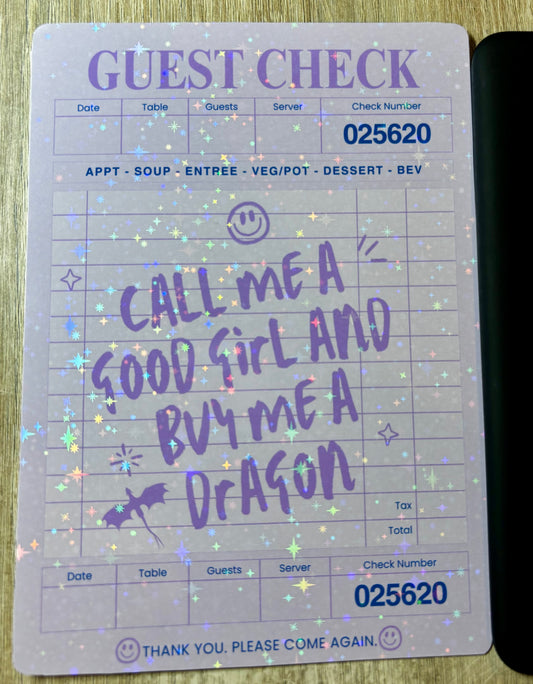 GUEST CHECK
Date Table Guests Server Check Number
025620
APPT - SOUP - ENTREE - VEG/POT - DESSERT - BEV
CALL ME A
GOOD GirL AND
BUY ME A
DrAGON
Tax
Total
Date Table Guests Server Check Number
025620
THANK YOU. PLEASE COME AGAIN.